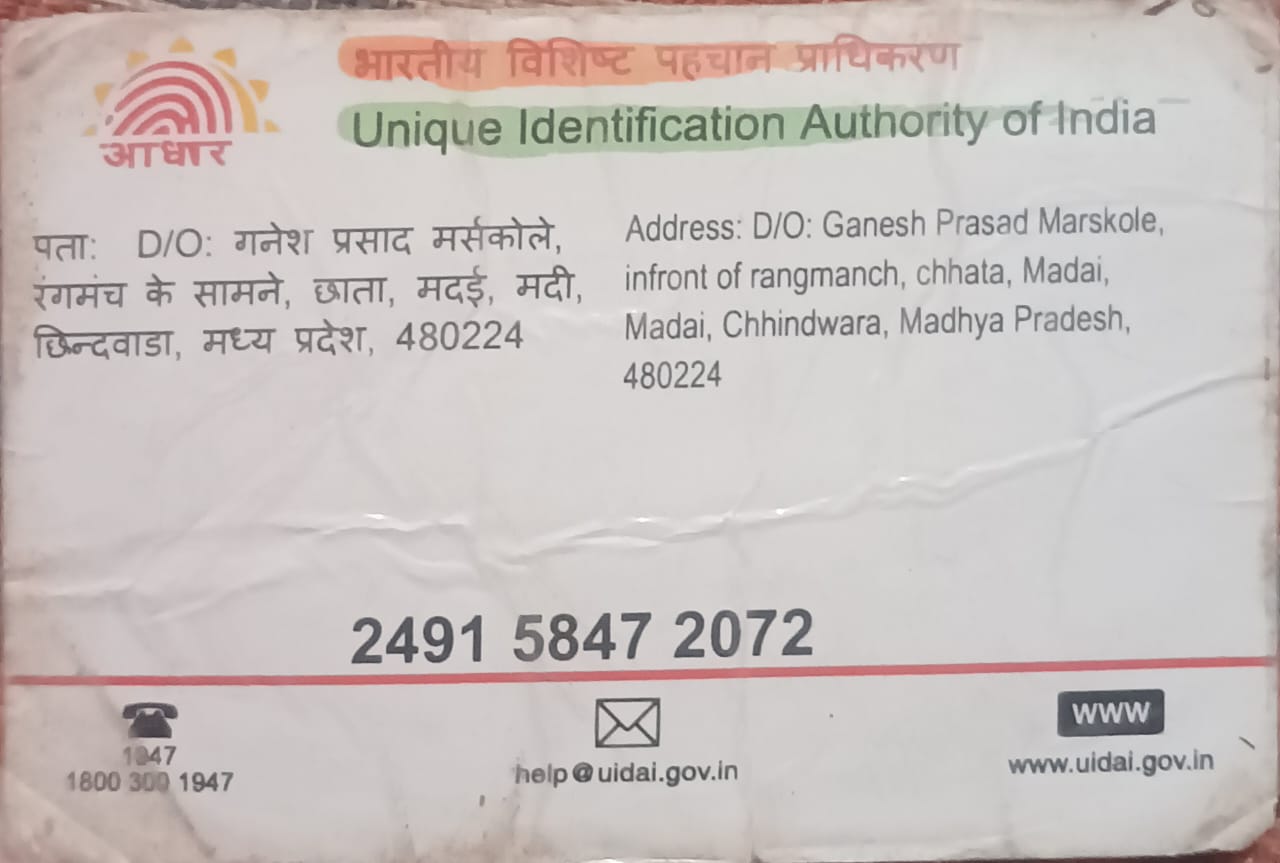 भारतीय विशिष्ट पहचान प्राधिकरण
Unique Identification Authority of India
आधार
पता: D/O: गनेश प्रसाद मर्सकोले,
रंगमंच के सामने, छाता, मदई, मदी,
छिन्दवाडा, मध्य प्रदेश, 480224
Address: D/O: Ganesh Prasad Marskole,
infront of rangmanch, chhata, Madai,
Madai, Chhindwara, Madhya Pradesh,
480224
2491 5847 2072
1947
1800 300 1947
help@uidai.gov.in
www
www.uidai.gov.in